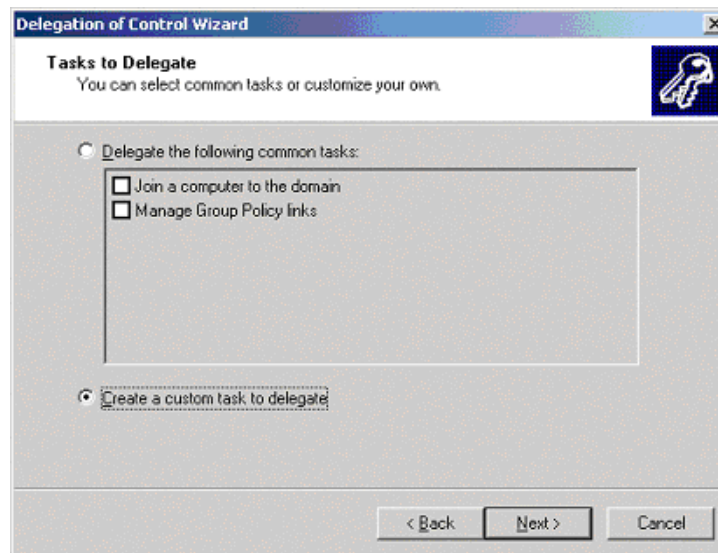 Delegation of Control Wizard
Tasks to Delegate
You can select common tasks or customize your own.
Delegate the following common tasks:
Join a computer to the domain
Manage Group Policy links
Create a custom task to delegate
< Back
Next >
Cancel